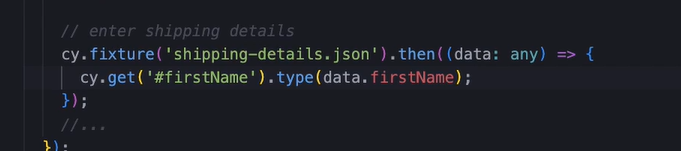 // enter shipping details
cy.fixture('shipping-details.json').then((data: any) => {
cy.get('#firstName').type(data.firstName);
});
//...
});